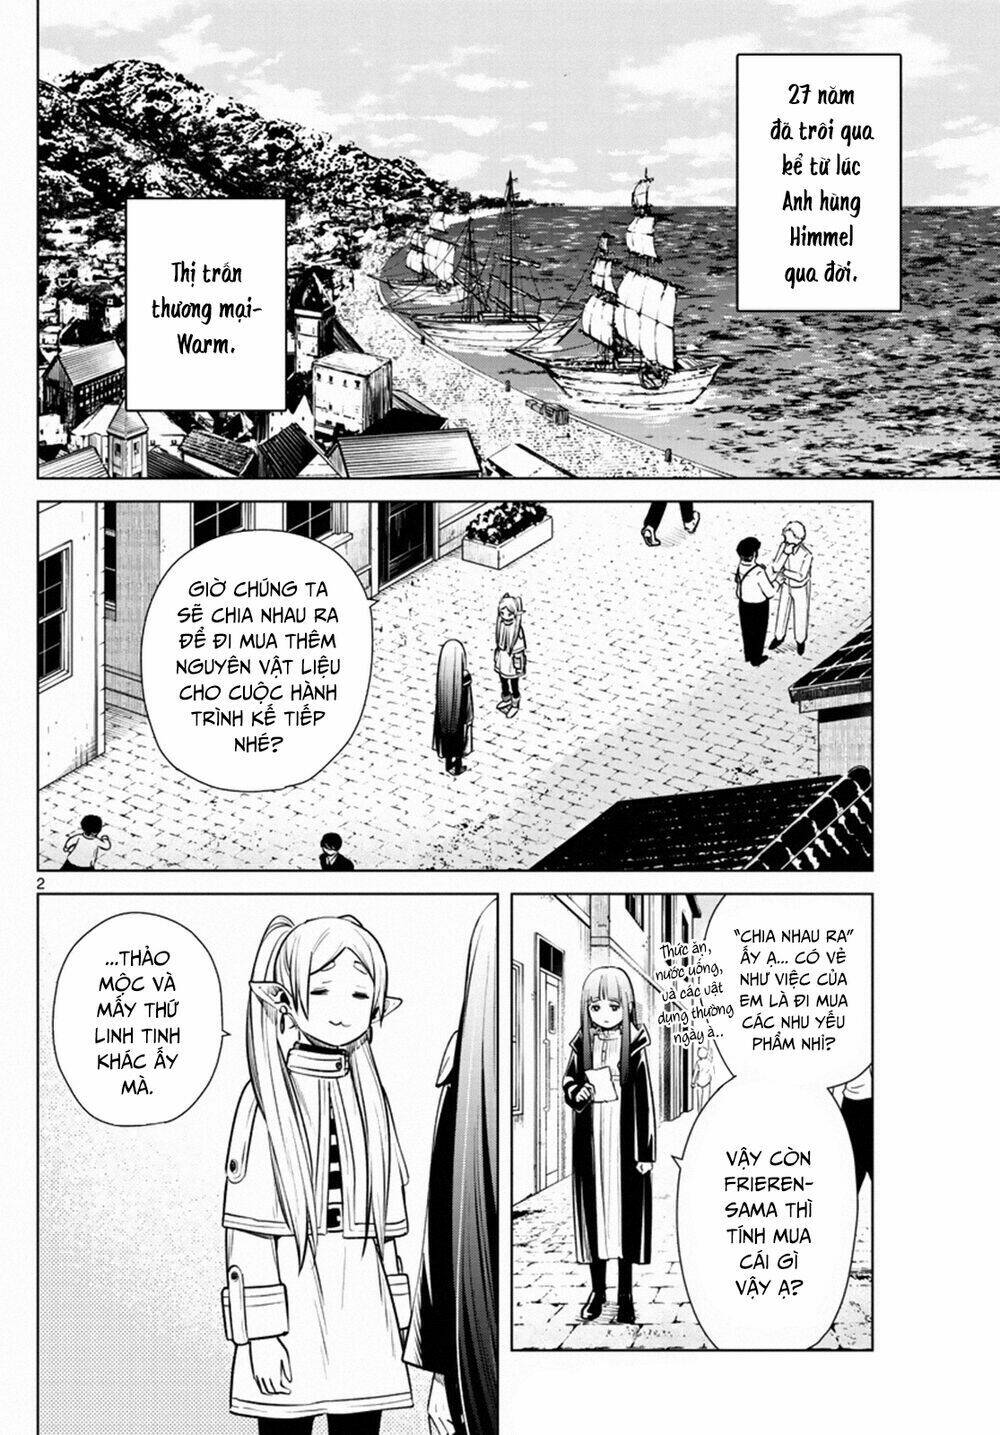 27 năm
đã trôi qua
kể từ lúc
Anh hùng
Himmel
qua đời.
Thị trấn
thương mại-
Warm.
GIỜ CHÚNG TA
SẼ CHIA NHAU RA
ĐỂ ĐI MUA THÊM
NGUYÊN VẬT LIỆU
CHO CUỘC HÀNH
TRÌNH KẾ TIẾP
NHÉ?
2
“CHIA NHAU RA”
ẤY Ạ... CÓ VẺ
NHƯ VIỆC CỦA
EM LÀ ĐI MUA
CÁC NHU YẾU
PHẨM NHỈ?
Thức ăn,
nước uống,
và các vật
dụng thường
ngày à..
VẬY CÒN
FRIEREN-
SAMA THÌ
TÍNH MUA
CÁI GÌ
VẬY Ạ?
...THẢO
MỘC VÀ
MẤY THỨ
LINH TINH
KHÁC ẤY
MÀ.